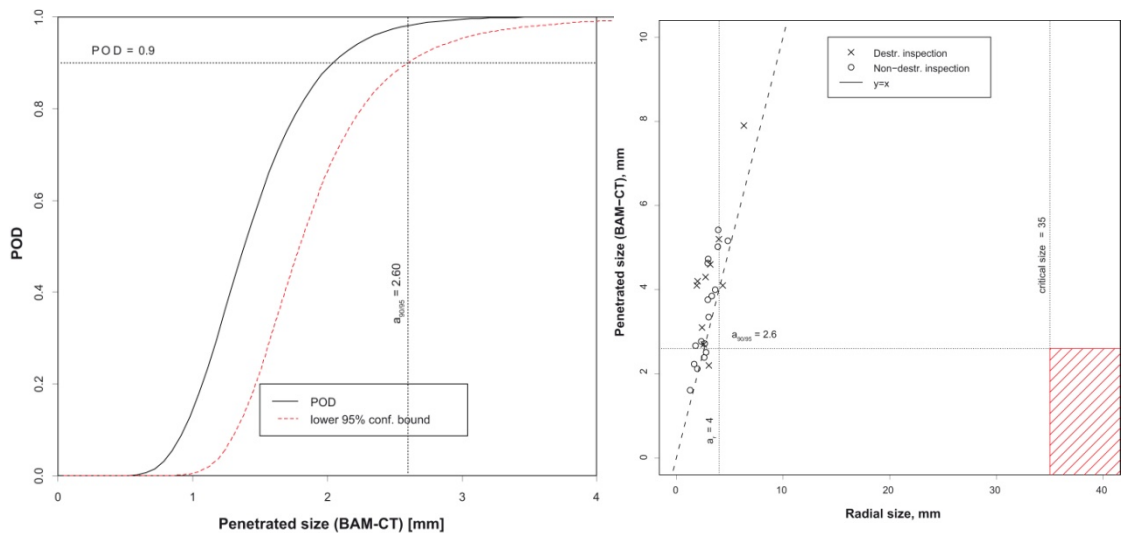 1.0
0.8
0.6
0.4
0.2
0.0
POD
POD = 0.9
a90/95 = 2.60
POD
lower 95% conf. bound
0
1
2
3
4
Penetrated size (BAM-CT) [mm]
10
8
6
4
2
0
Penetrated size (BAM−CT), mm
Destr. inspection
Non−destr. inspection
y=x
critical size = 35
a90/95 = 2.6
0
10
20
30
40
Radial size, mm